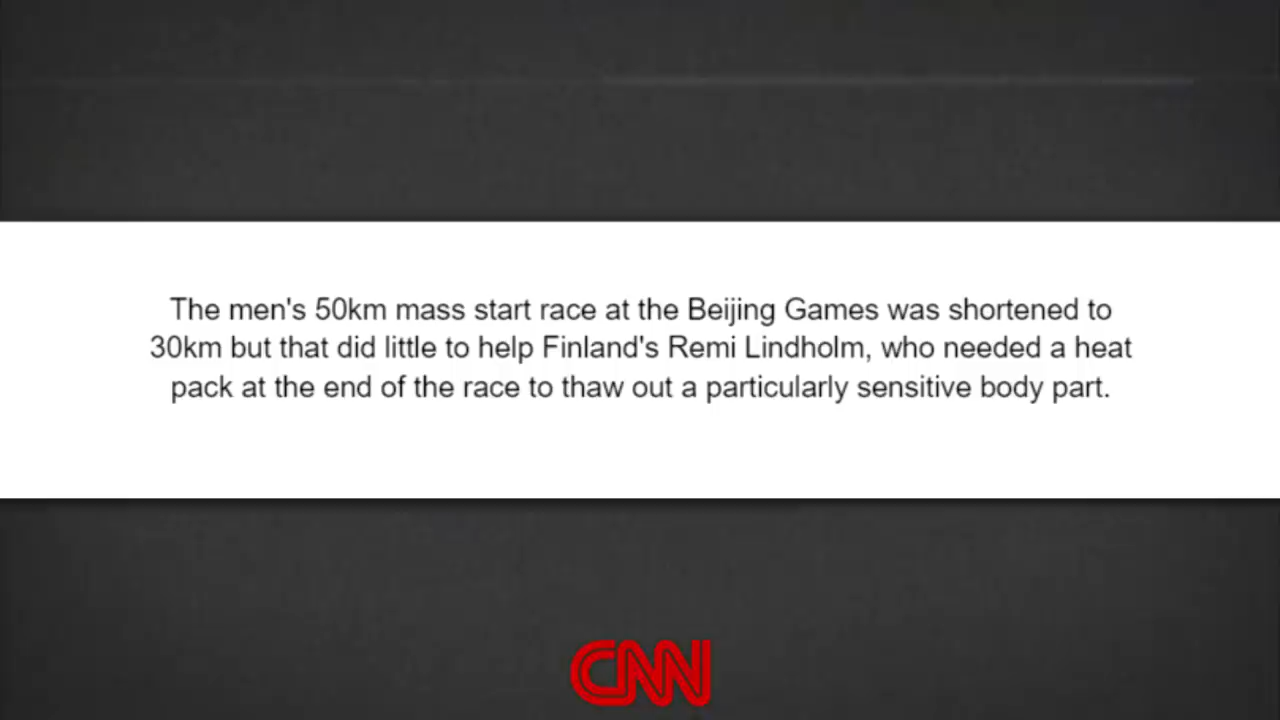 The men's 50km mass start race at the Beijing Games was shortened to
30km but that did little to help Finland's Remi Lindholm, who needed a heat
pack at the end of the race to thaw out a particularly sensitive body part.
CNN